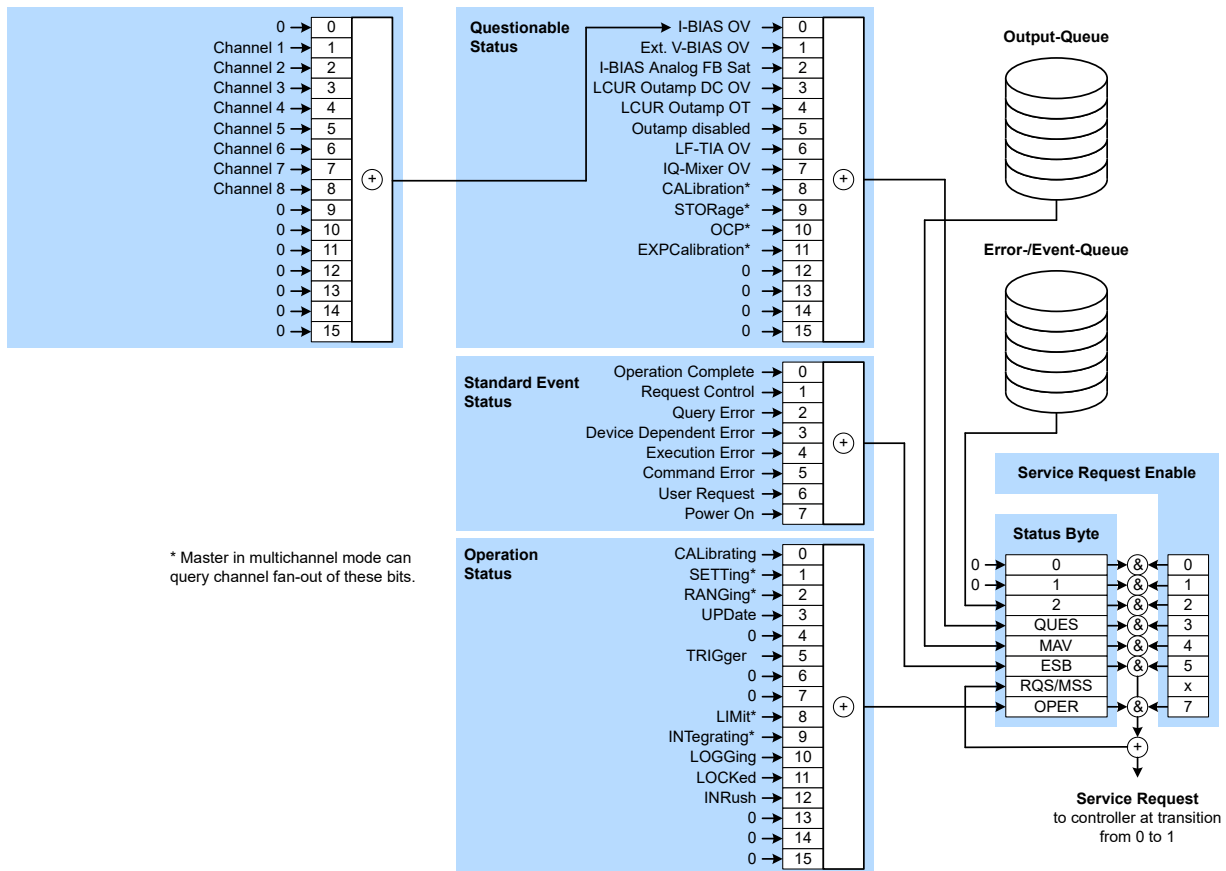 0 0
Channel 1 1
Channel 2 2
Channel 3 3
Channel 4 4
Channel 5 5
Channel 6 6
Channel 7 7
Channel 8 8
0 9
0 10
0 11
0 12
0 13
0 14
0 15
+
Questionable
Status
I-BIAS OV 0
Ext. V-BIAS OV 1
I-BIAS Analog FB Sat 2
LCUR Outamp DC OV 3
LCUR Outamp OT 4
Outamp disabled 5
LF-TIA OV 6
IQ-Mixer OV 7
CALibration* 8
STORage* 9
OCP* 10
EXPCalibration* 11
0 12
0 13
0 14
0 15
+
Output-Queue
Error-/Event-Queue
Standard Event
Status
Operation Complete 0
Request Control 1
Query Error 2
Device Dependent Error 3
Execution Error 4
Command Error 5
User Request 6
Power On 7
+
* Master in multichannel mode can
query channel fan-out of these bits.
Operation
Status
CALibrating 0
SETTing* 1
RANGing* 2
UPDate 3
0 4
TRIGger 5
0 6
0 7
LIMit* 8
INTegrating* 9
LOGGing 10
LOCKed 11
INRush 12
0 13
0 14
0 15
+
Service Request Enable
Status Byte
0 0 & 0
0 1 & 1
2 & 2
QUES & 3
MAV & 4
ESB & 5
RQS/MSS x
OPER & 7
+
Service Request
to controller at transition
from 0 to 1